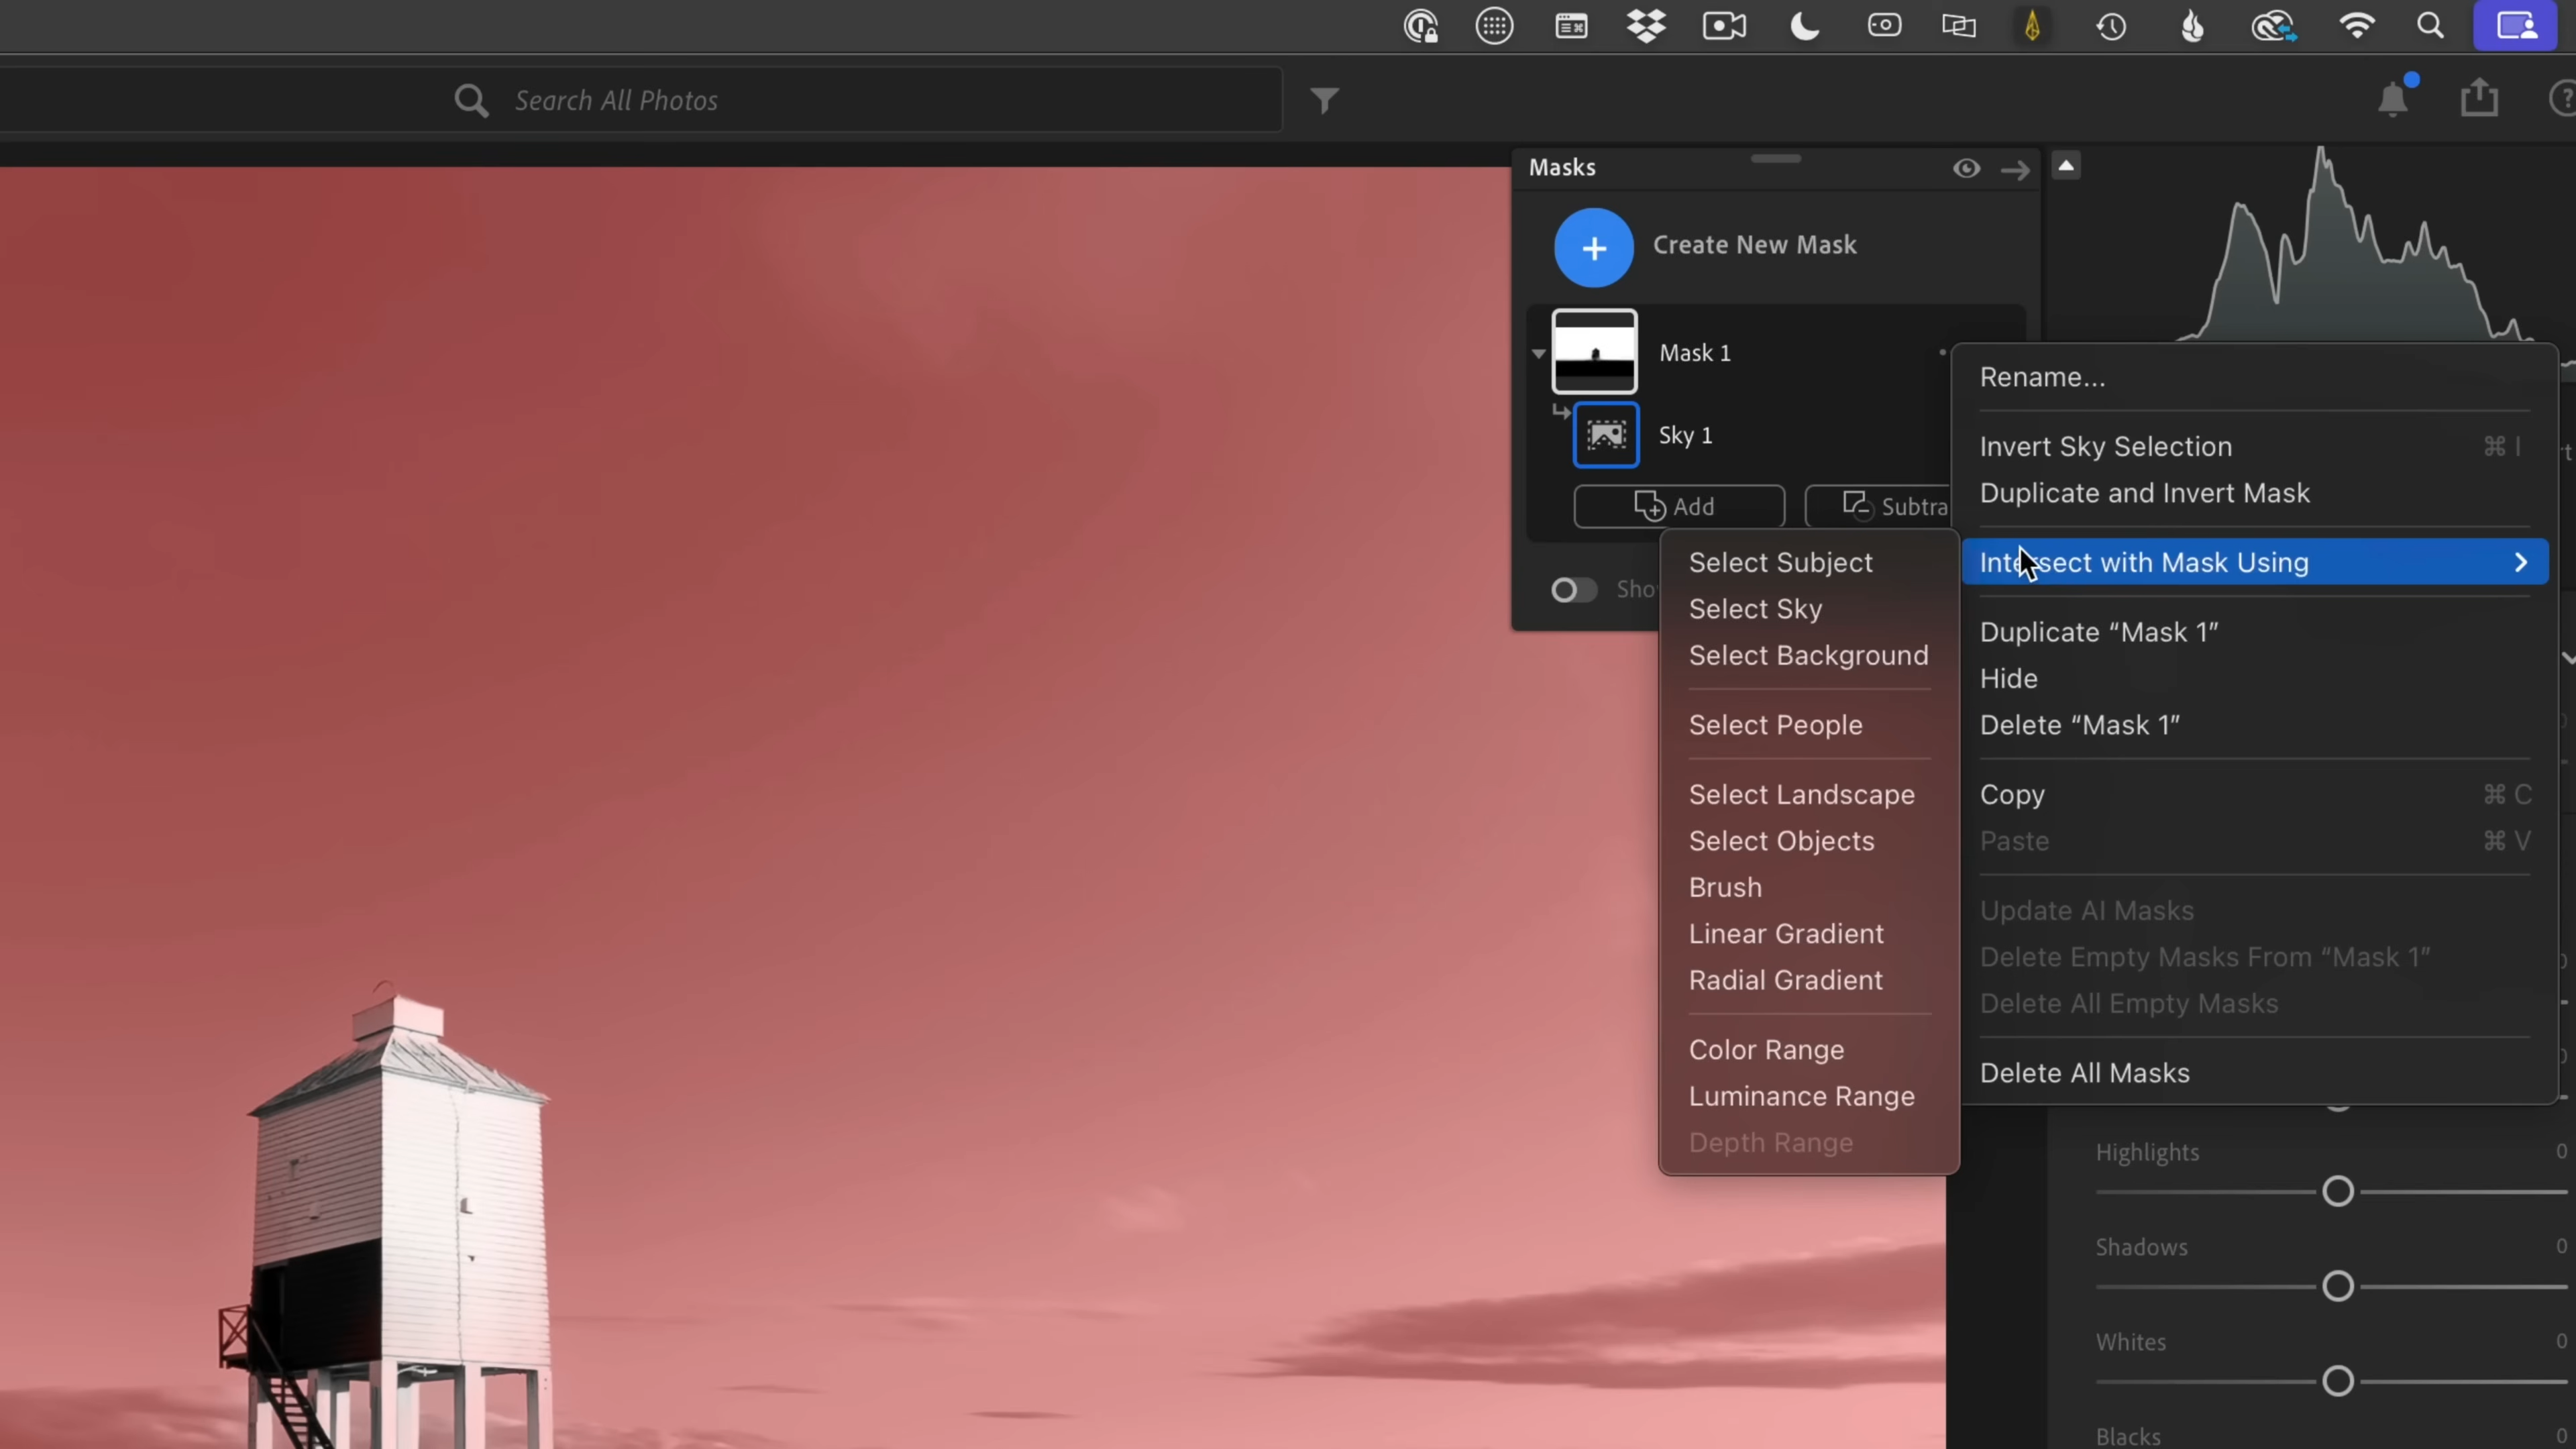 Search All Photos
Masks
Create New Mask
Mask 1
Sky 1
Add
Subtra
Sho
Rename...
Invert Sky Selection ⌘ I
Duplicate and Invert Mask
Intersect with Mask Using
Duplicate “Mask 1”
Hide
Delete “Mask 1”
Copy ⌘ C
Paste ⌘ V
Update AI Masks
Delete Empty Masks From “Mask 1”
Delete All Empty Masks
Delete All Masks
Select Subject
Select Sky
Select Background
Select People
Select Landscape
Select Objects
Brush
Linear Gradient
Radial Gradient
Color Range
Luminance Range
Depth Range
Highlights 0
Shadows 0
Whites 0
Blacks 0